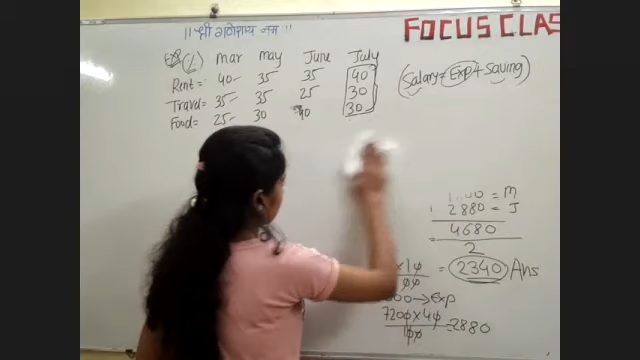 ।। श्री गणेशाय नमः ।।
FOCUS CLAS
(%) Mar May June July
Rent = 40 35 35 40
Travel = 35 35 25 30
Food = 25 30 40 30
(Salary = Exp + Saving)
= M
2880 = J
4680
2
= 2340 Ans
→ Exp
7200 × 40
= 2880